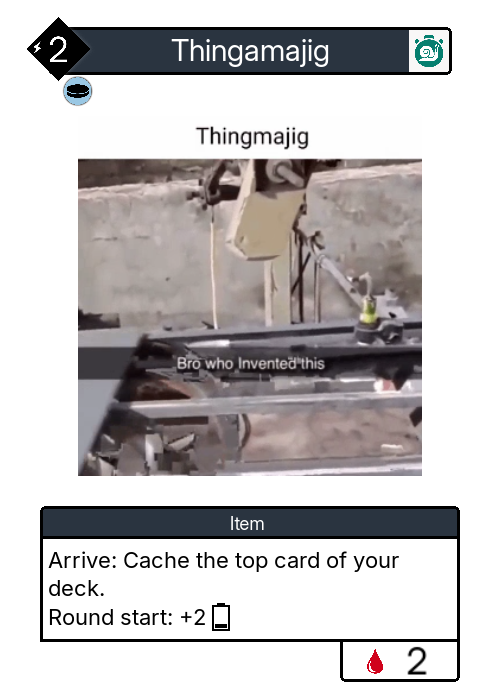 2
Thingamajig
Thingmajig
Bro who Invented this
Item
Arrive: Cache the top card of your
deck.
Round start: +2
2